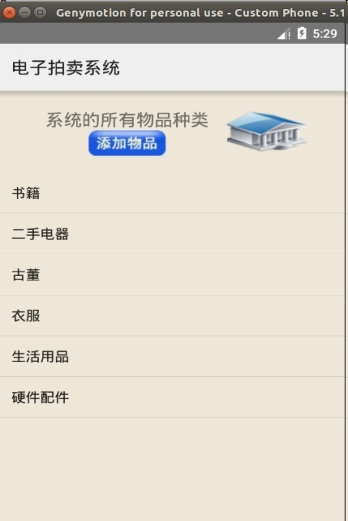 Genymotion for personal use - Custom Phone - 5.1
5:29
电子拍卖系统
系统的所有物品种类
添加物品
书籍
二手电器
古董
衣服
生活用品
硬件配件